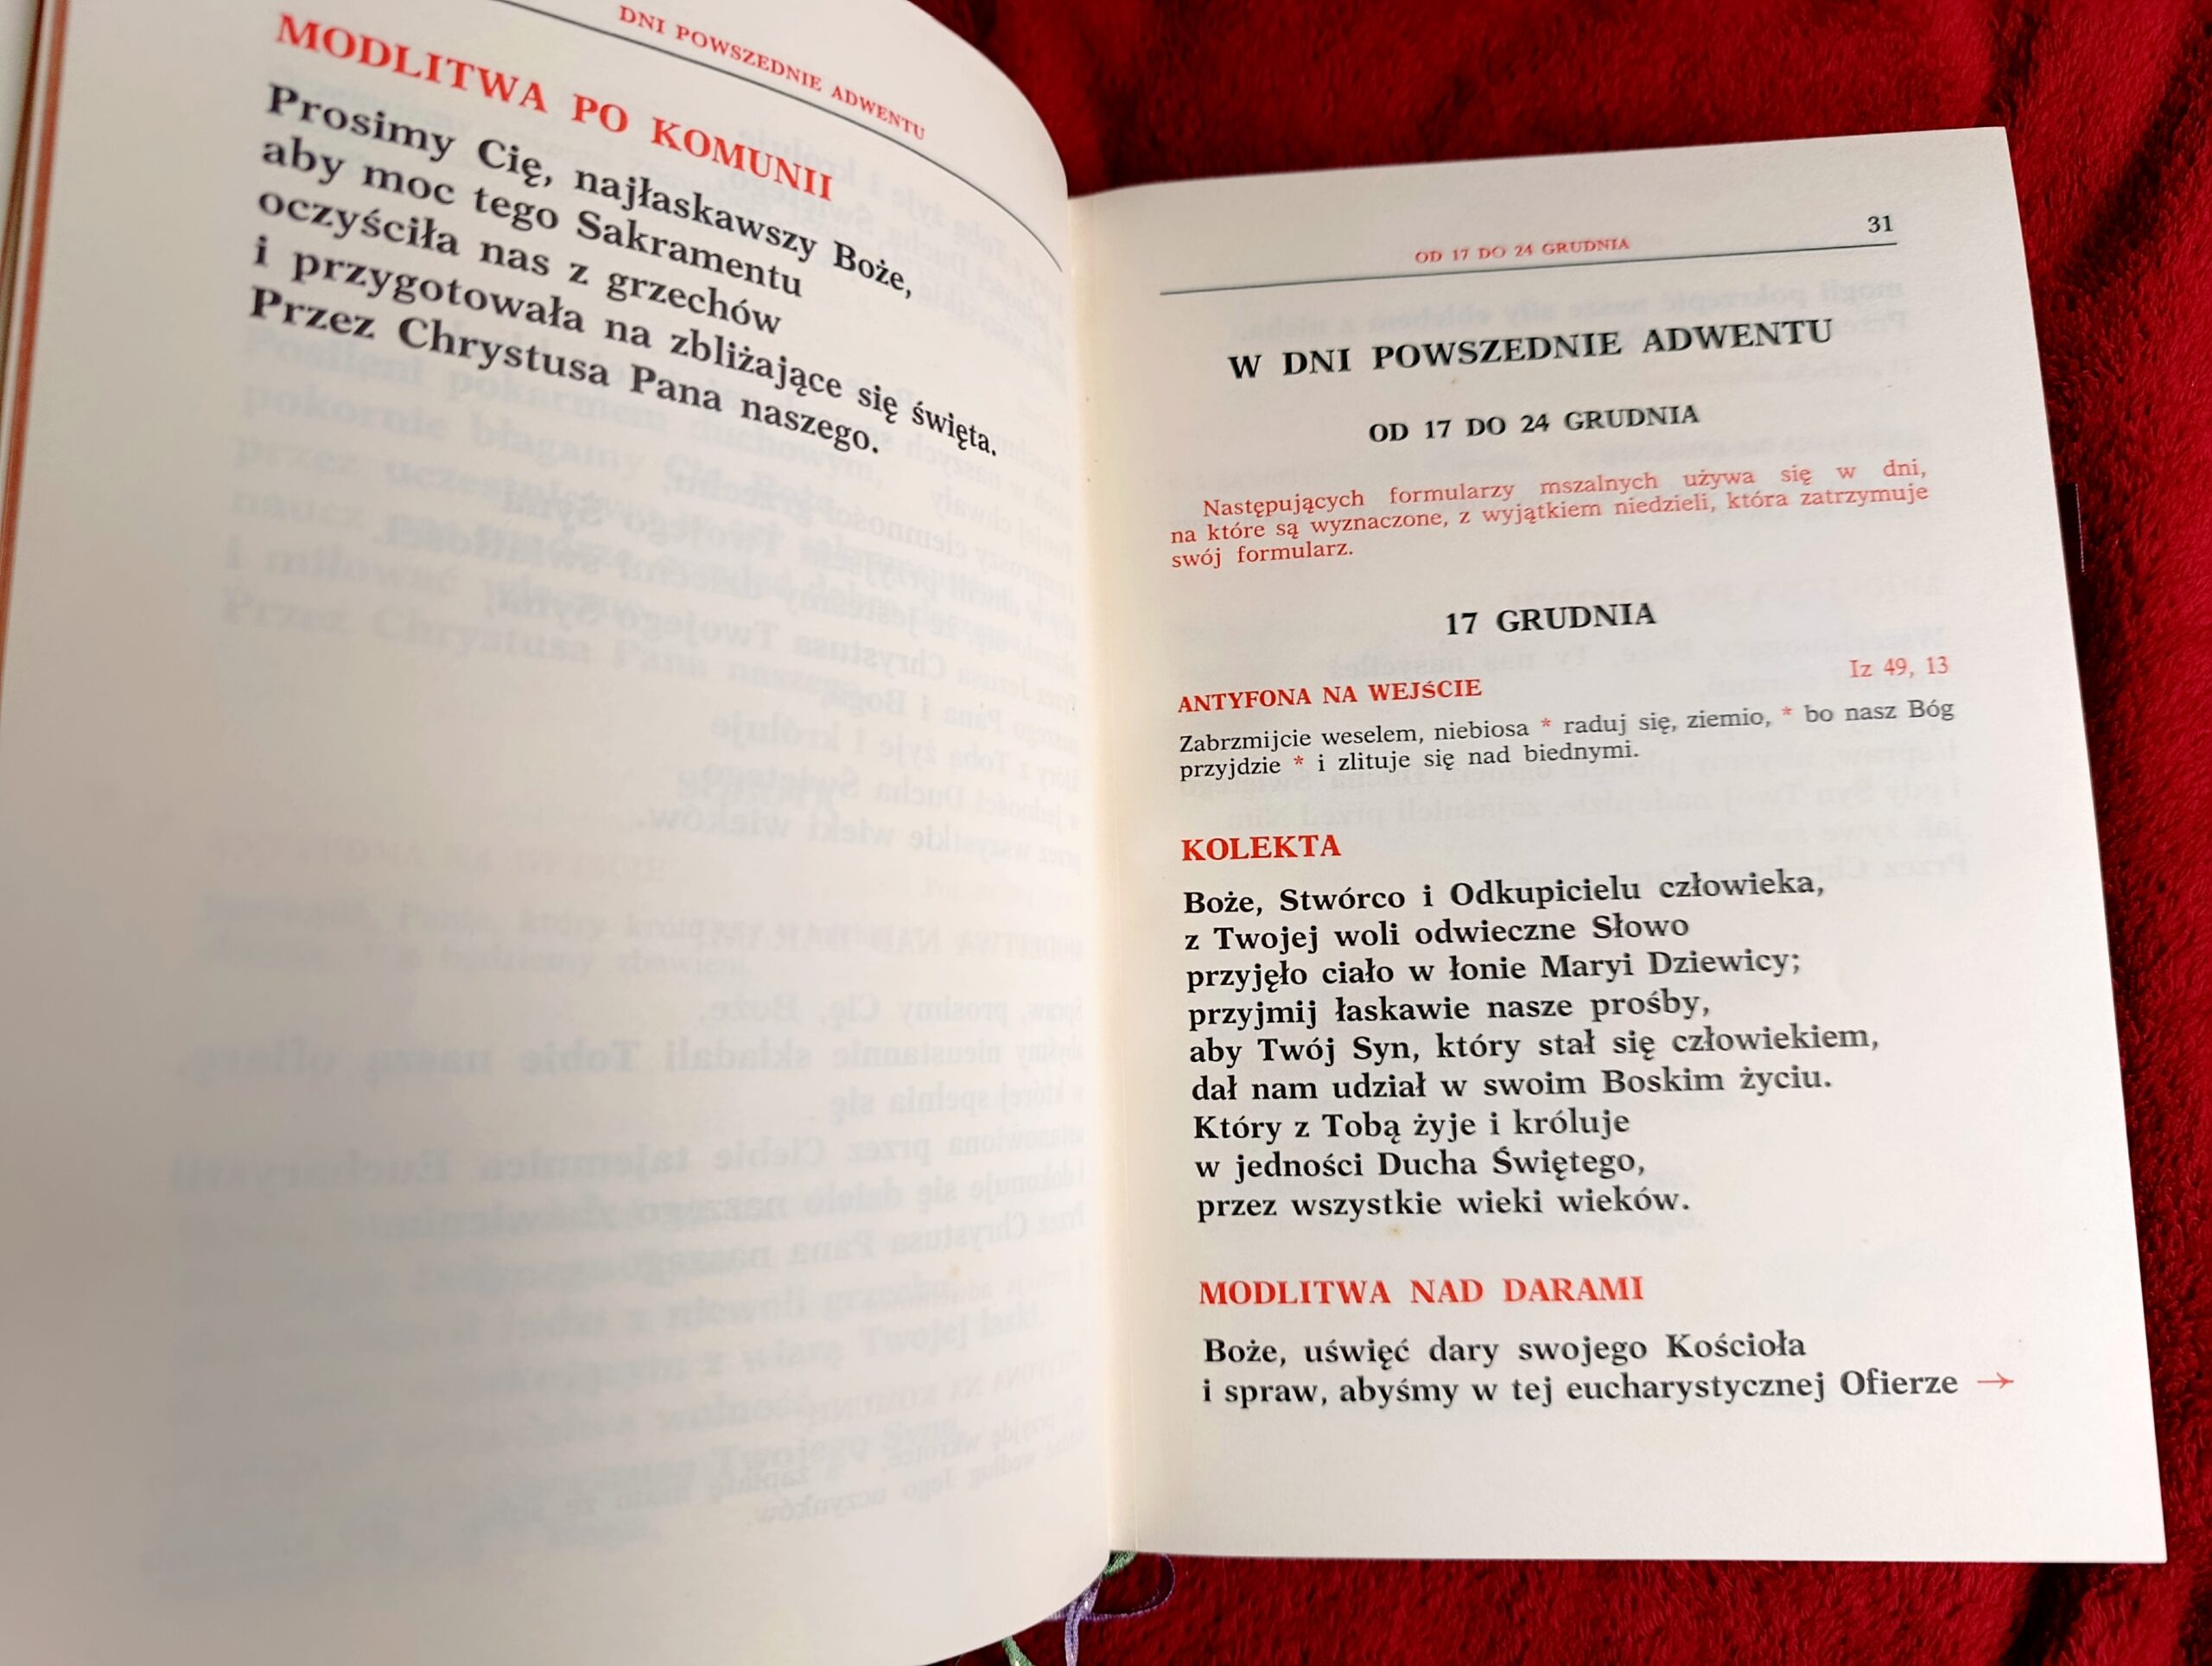 DNI POWSZEDNIE ADWENTU
MODLITWA PO KOMUNII
Prosimy Cię, najłaskawszy Boże,
aby moc tego Sakramentu
oczyściła nas z grzechów
i przygotowała na zbliżające się święta.
Przez Chrystusa Pana naszego.
31
OD 17 DO 24 GRUDNIA
W DNI POWSZEDNIE ADWENTU
OD 17 DO 24 GRUDNIA
Następujących formularzy mszalnych używa się w dni,
na które są wyznaczone, z wyjątkiem niedzieli, która zatrzymuje
swój formularz.
17 GRUDNIA
ANTYFONA NA WEJŚCIE Iz 49, 13
Zabrzmijcie weselem, niebiosa * raduj się, ziemio, * bo nasz Bóg
przyjdzie * i zlituje się nad biednymi.
KOLEKTA
Boże, Stwórco i Odkupicielu człowieka,
z Twojej woli odwieczne Słowo
przyjęło ciało w łonie Maryi Dziewicy;
przyjmij łaskawie nasze prośby,
aby Twój Syn, który stał się człowiekiem,
dał nam udział w swoim Boskim życiu.
Który z Tobą żyje i króluje
w jedności Ducha Świętego,
przez wszystkie wieki wieków.
MODLITWA NAD DARAMI
Boże, uświęć dary swojego Kościoła
i spraw, abyśmy w tej eucharystycznej Ofierze →